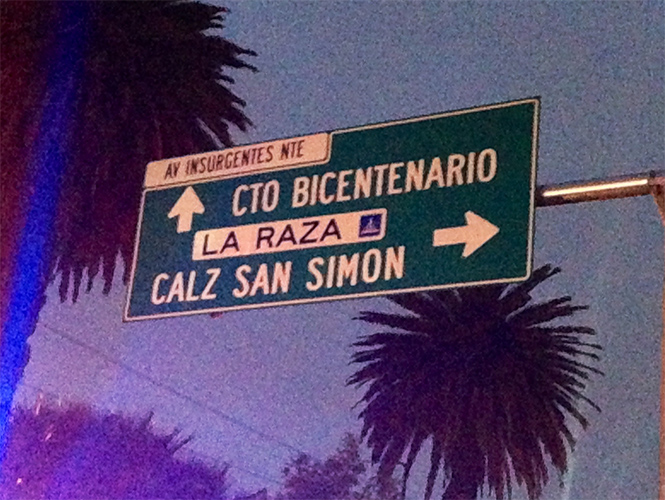 AV INSURGENTES NTE
CTO BICENTENARIO
LA RAZA
CALZ SAN SIMON